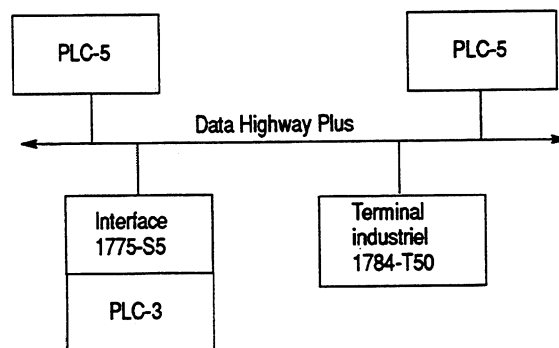 PLC-5
PLC-5
Data Highway Plus
Interface
1775-S5
PLC-3
Terminal
industriel
1784-T50